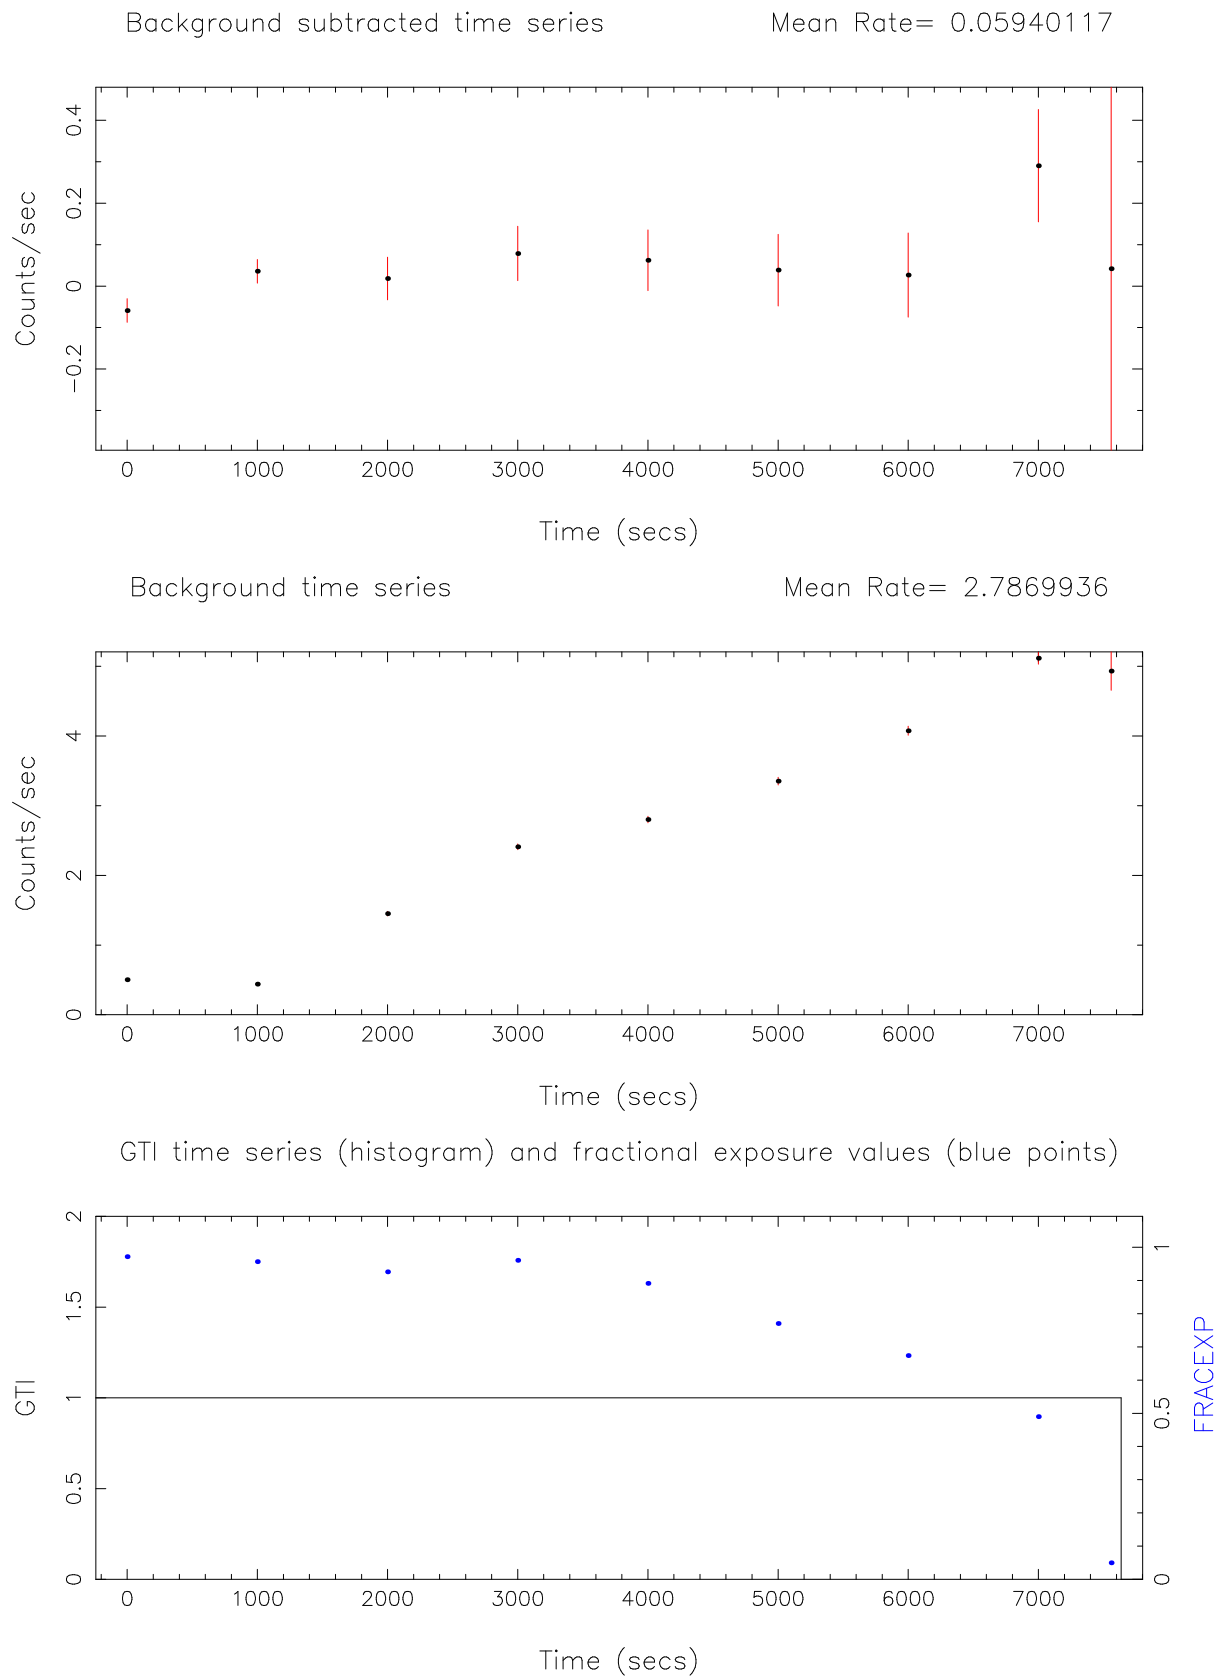 Background subtracted time series Mean Rate= 0.05940117
Counts/sec
0.4
0.2
0
−0.2
0 1000 2000 3000 4000 5000 6000 7000
Time (secs)
Background time series Mean Rate= 2.7869936
Counts/sec
4
2
0
0 1000 2000 3000 4000 5000 6000 7000
Time (secs)
GTI time series (histogram) and fractional exposure values (blue points)
GTI
2
1.5
1
0.5
0
1
0.5
0
FRACEXP
0 1000 2000 3000 4000 5000 6000 7000
Time (secs)